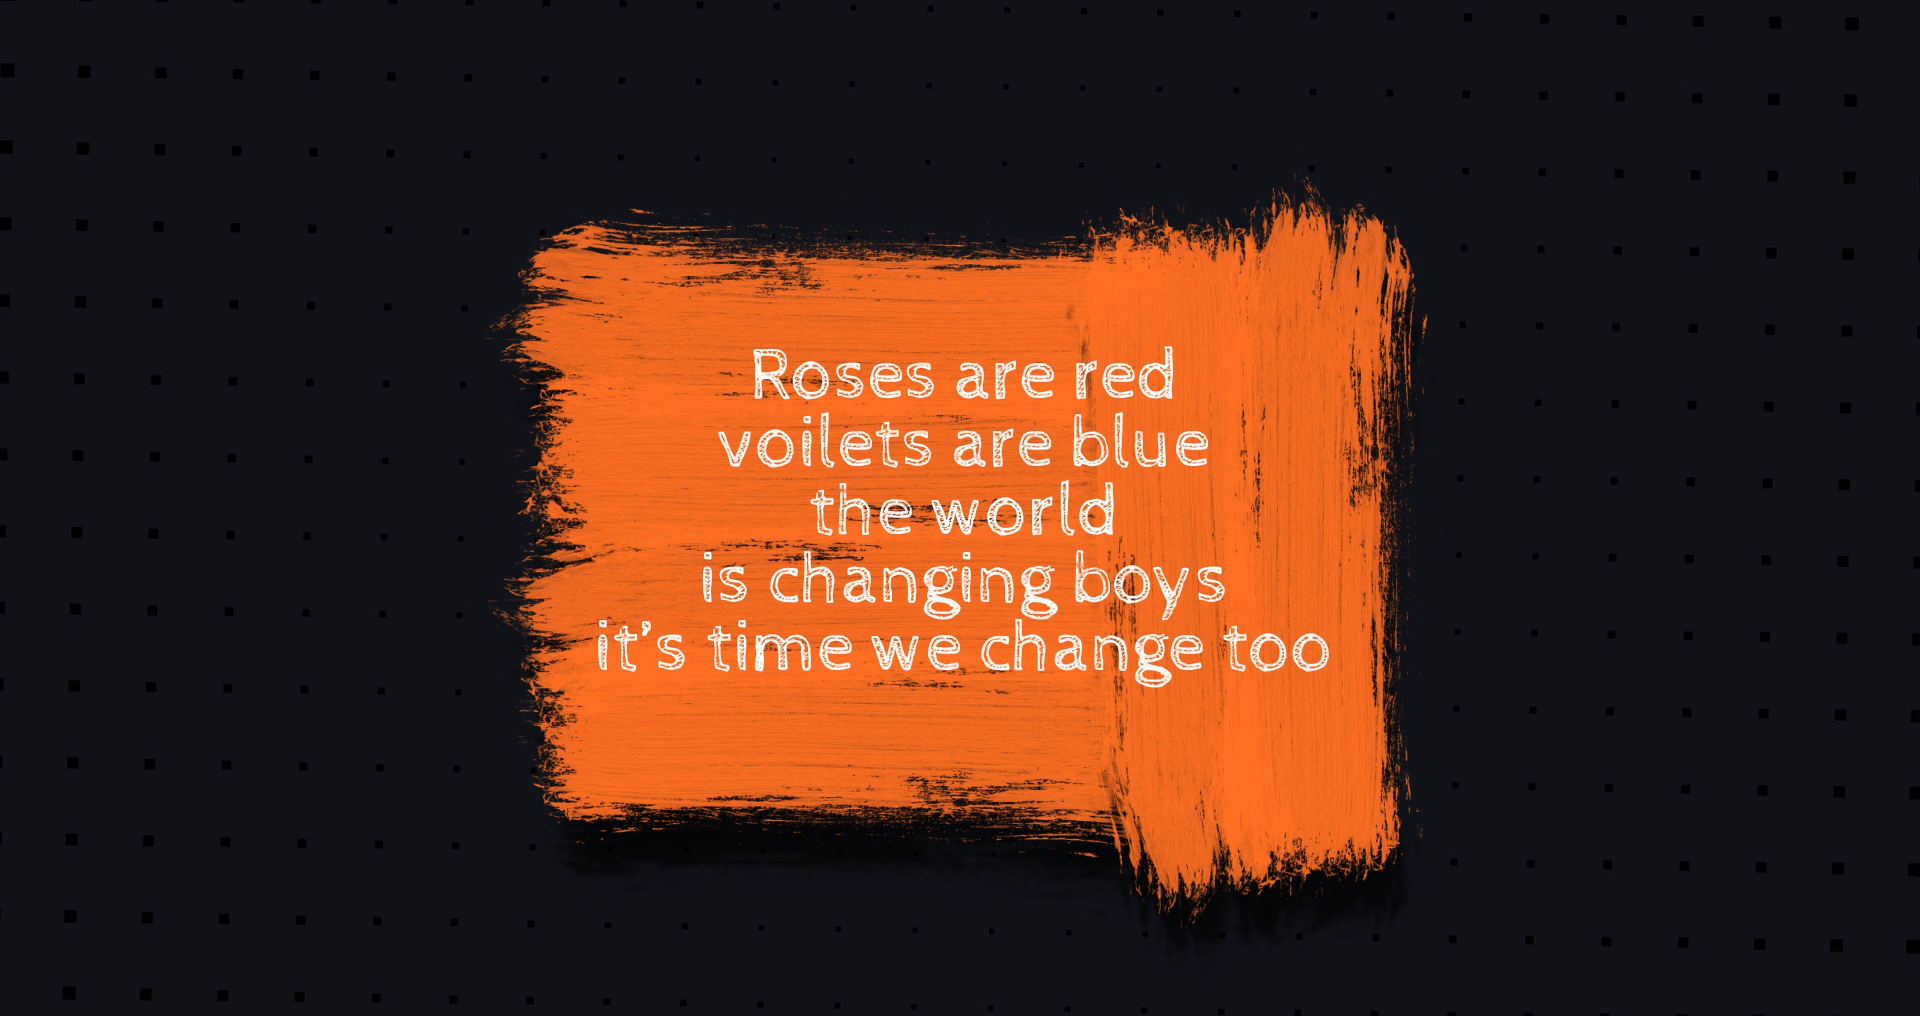 Roses are red
voilets are blue
the world
is changing boys
it's time we change too